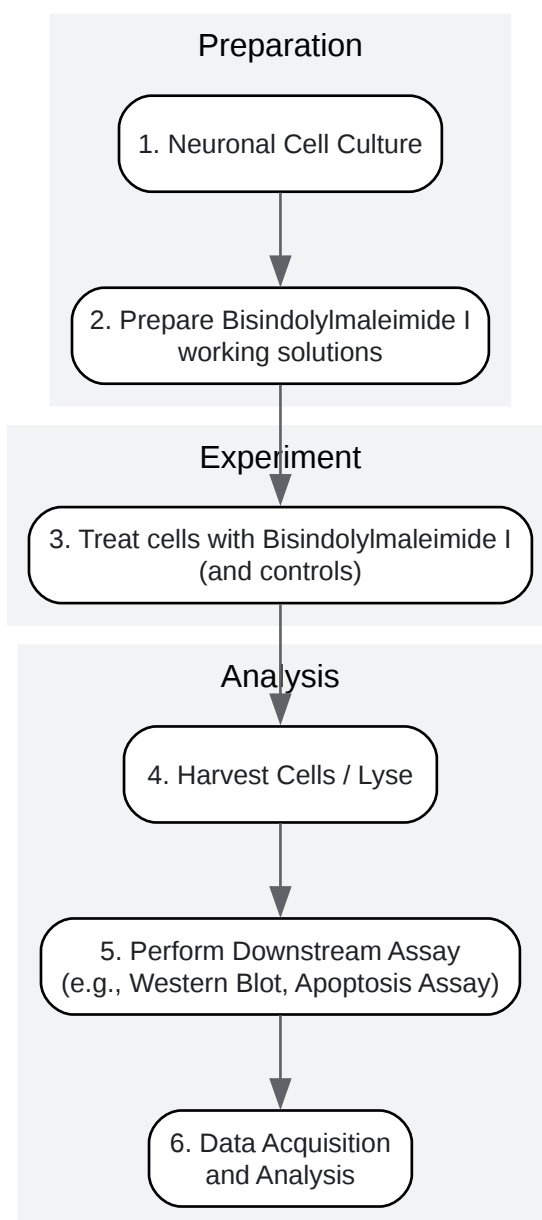 Preparation
1. Neuronal Cell Culture
2. Prepare Bisindolylmaleimide I
working solutions
Experiment
3. Treat cells with Bisindolylmaleimide I
(and controls)
Analysis
4. Harvest Cells / Lyse
5. Perform Downstream Assay
(e.g., Western Blot, Apoptosis Assay)
6. Data Acquisition
and Analysis